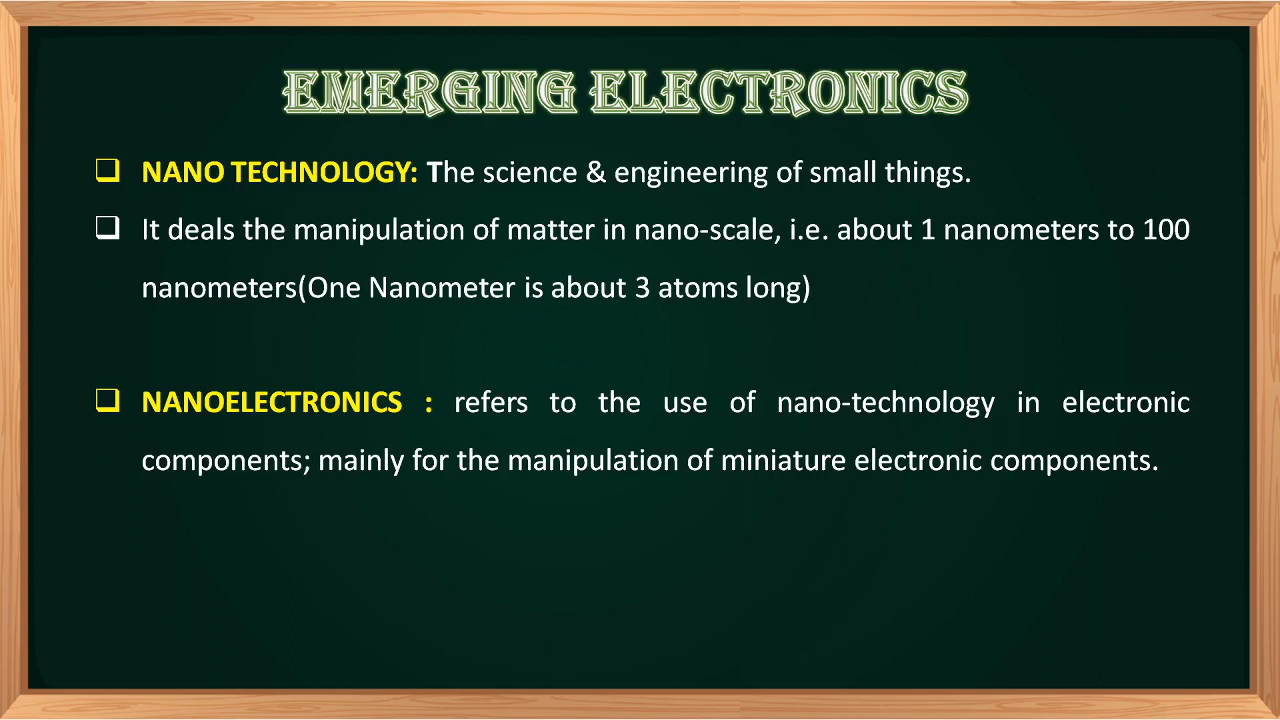 EMERGING ELECTRONICS
❑ NANO TECHNOLOGY: The science & engineering of small things.
❑ It deals the manipulation of matter in nano-scale, i.e. about 1 nanometers to 100
nanometers(One Nanometer is about 3 atoms long)
❑ NANOELECTRONICS : refers to the use of nano-technology in electronic
components; mainly for the manipulation of miniature electronic components.